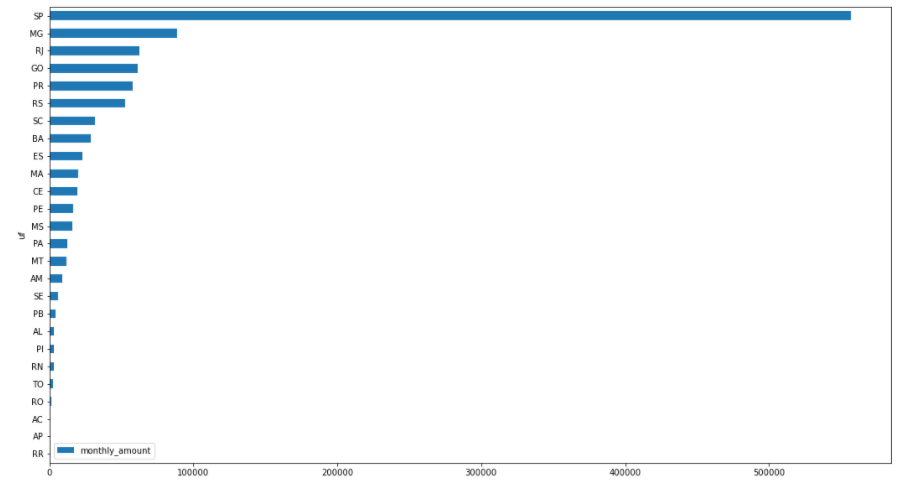 SP
MG
RJ
GO
PR
RS
SC
BA
ES
MA
CE
PE
MS
PA
MT
AM
SE
PB
AL
PI
RN
TO
RO
AC
AP
RR
uf
monthly_amount
0 100000 200000 300000 400000 500000